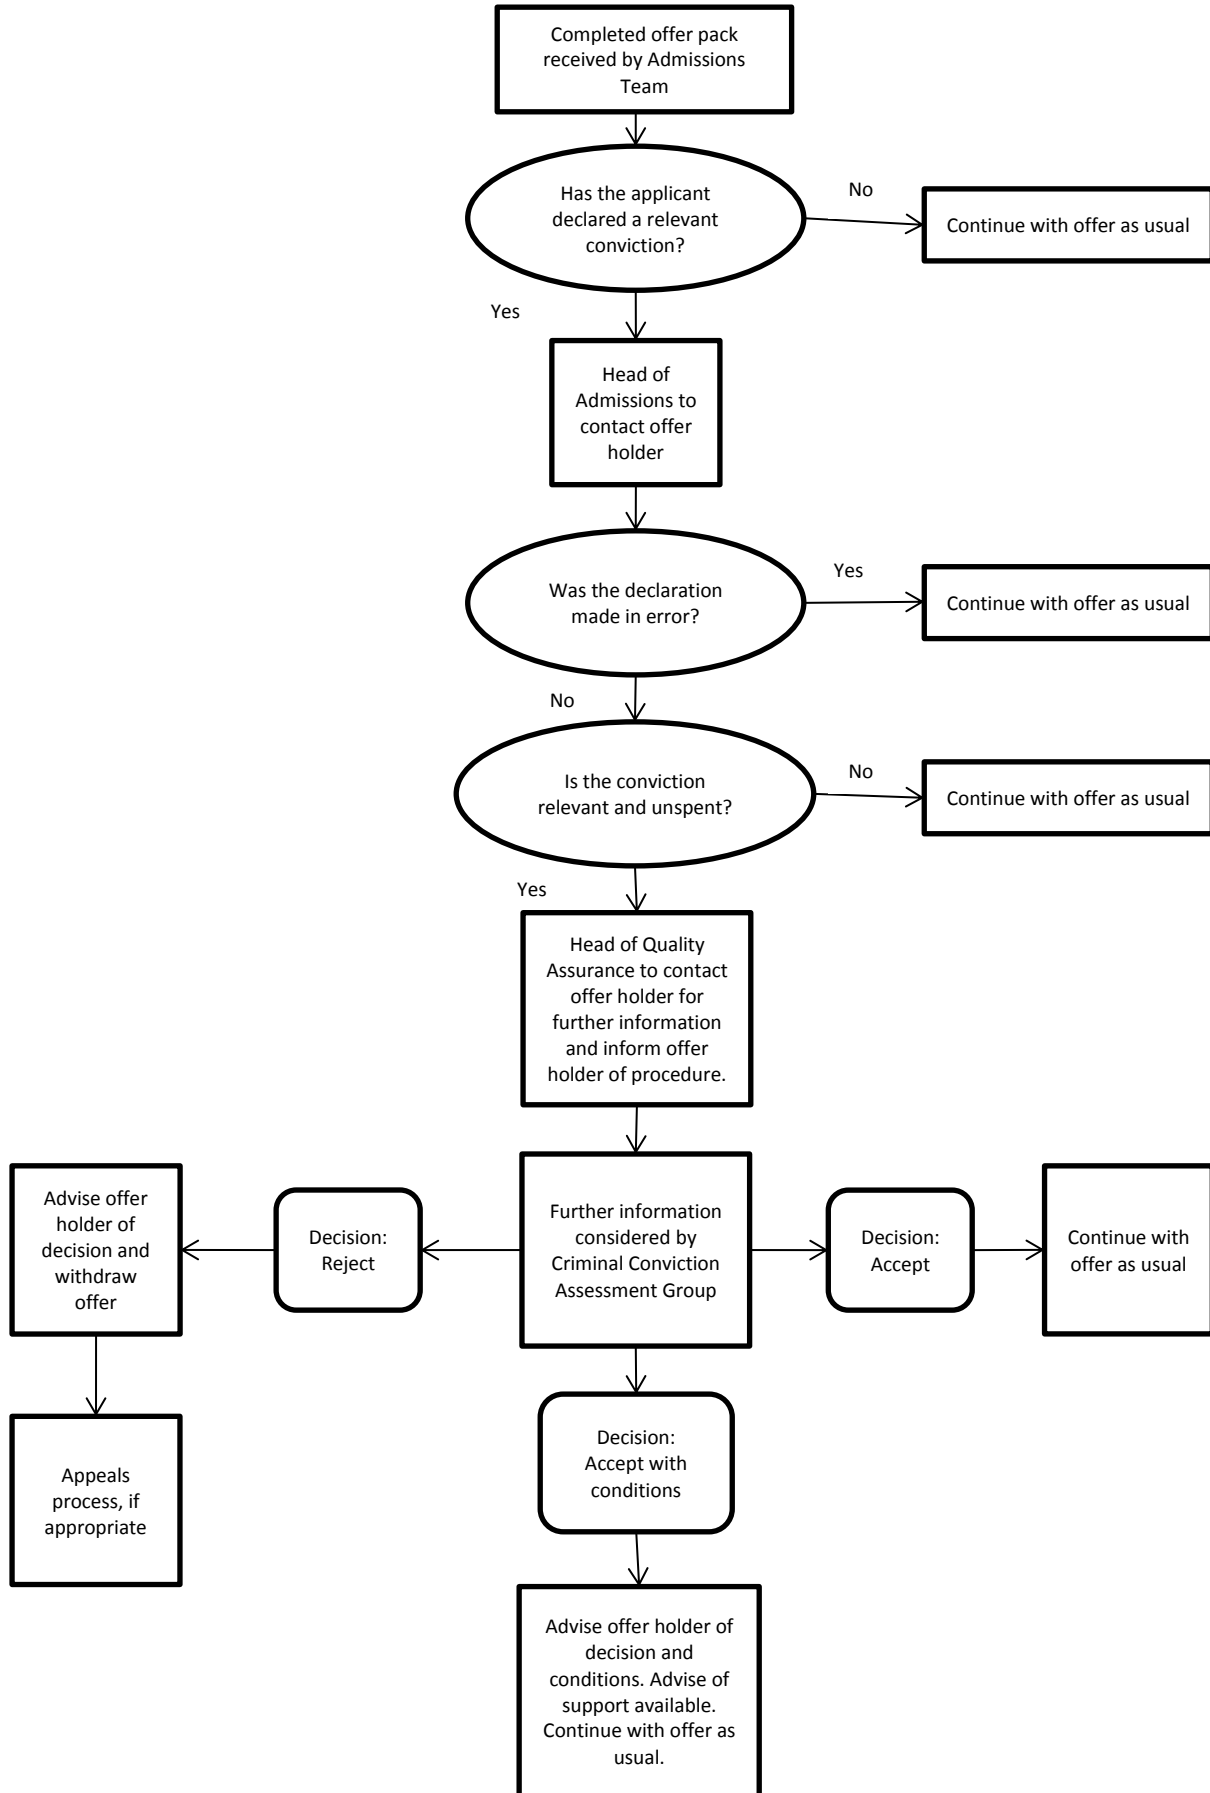 Completed offer pack
received by Admissions
Team
Has the applicant
declared a relevant
conviction?
No
Continue with offer as usual
Yes
Head of
Admissions to
contact offer
holder
Was the declaration
made in error?
Yes
Continue with offer as usual
No
Is the conviction
relevant and unspent?
No
Continue with offer as usual
Yes
Head of Quality
Assurance to contact
offer holder for
further information
and inform offer
holder of procedure.
Advise offer
holder of
decision and
withdraw
offer
Decision:
Reject
Further information
considered by
Criminal Conviction
Assessment Group
Decision:
Accept
Continue with
offer as usual
Appeals
process, if
appropriate
Decision:
Accept with
conditions
Advise offer holder of
decision and
conditions. Advise of
support available.
Continue with offer as
usual.